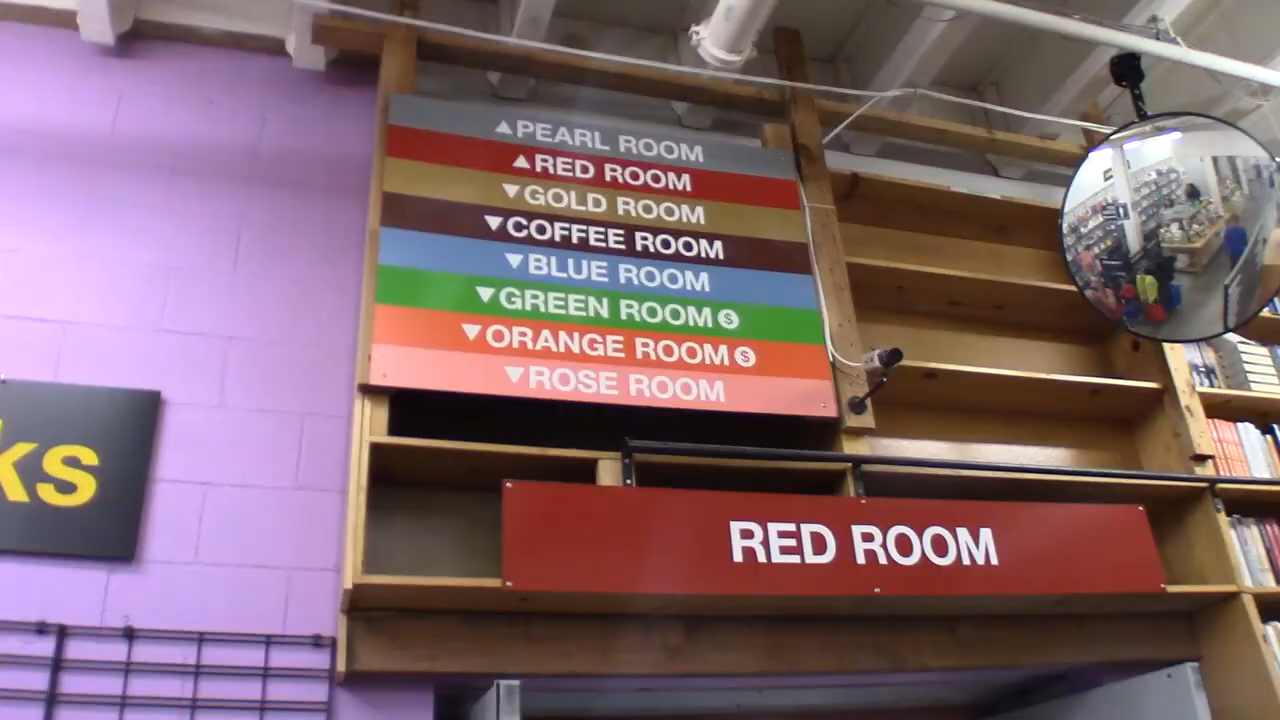 ▲PEARL ROOM
▲RED ROOM
▼GOLD ROOM
▼COFFEE ROOM
▼BLUE ROOM
▼GREEN ROOM $
▼ORANGE ROOM $
▼ROSE ROOM
ks
RED ROOM